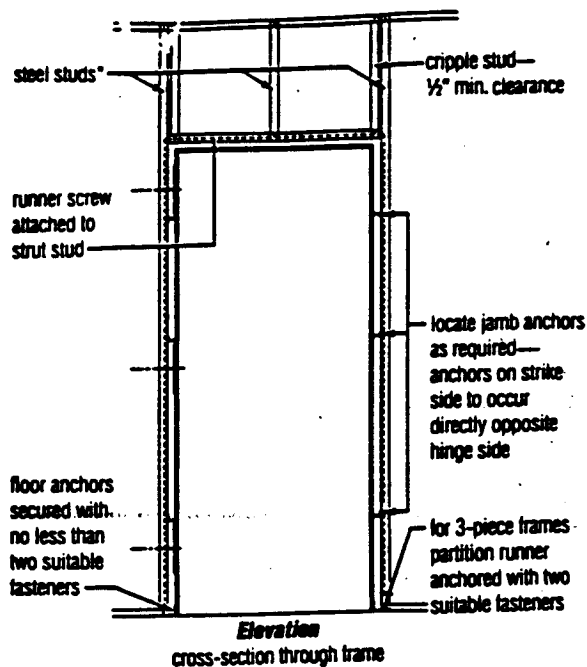 steel studs*
cripple stud—
½" min. clearance
runner screw
attached to
strut stud
locate jamb anchors
as required—
anchors on strike
side to occur
directly opposite
hinge side
floor anchors
secured with
no less than
two suitable
fasteners
for 3-piece frames
partition runner
anchored with two
suitable fasteners
Elevation
cross-section through frame